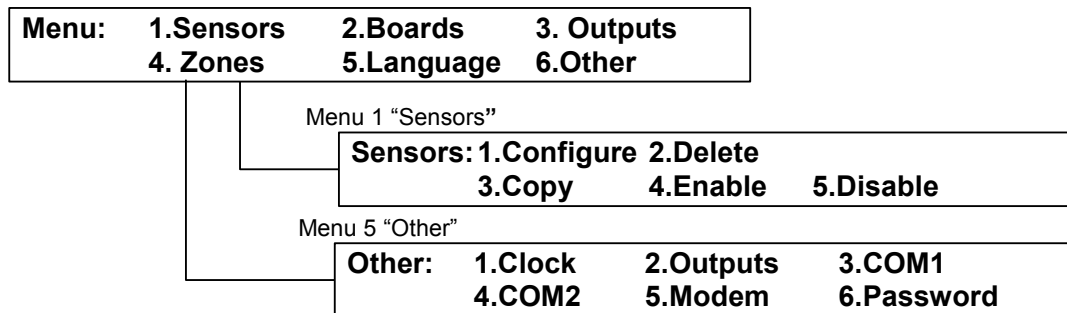 Menu: 1.Sensors 2.Boards 3. Outputs
4. Zones 5.Language 6.Other
Menu 1 “Sensors”
Sensors: 1.Configure 2.Delete
3.Copy 4.Enable 5.Disable
Menu 5 “Other”
Other: 1.Clock 2.Outputs 3.COM1
4.COM2 5.Modem 6.Password